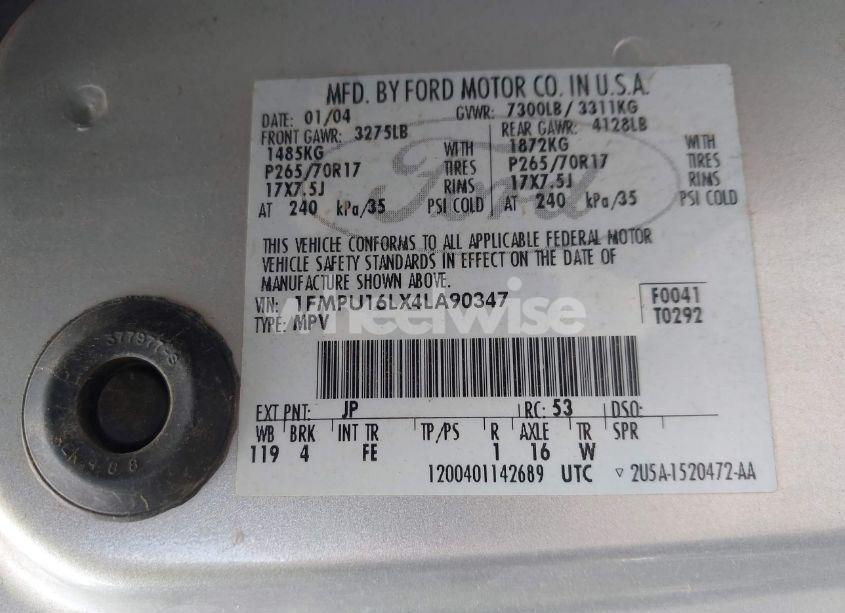 MFD. BY FORD MOTOR CO. IN U.S.A.
DATE: 01/04 GVWR: 7300LB / 3311KG
FRONT GAWR: 3275LB REAR GAWR: 4128LB
1485KG WITH 1872KG WITH
P265/70R17 TIRES P265/70R17 TIRES
17X7.5J RIMS 17X7.5J RIMS
AT 240 kPa/35 PSI COLD AT 240 kPa/35 PSI COLD
Ford
THIS VEHICLE CONFORMS TO ALL APPLICABLE FEDERAL MOTOR
VEHICLE SAFETY STANDARDS IN EFFECT ON THE DATE OF
MANUFACTURE SHOWN ABOVE.
VIN: 1FMPU16LX4LA90347 F0041
TYPE: MPV T0292
wheelwise
377977-S
EXT PNT: JP RC: 53 DSO:
WB BRK INT TR TP/PS R AXLE TR SPR
119 4 FE 1 16 W
1200401142689 UTC ▽ 2U5A-1520472-AA